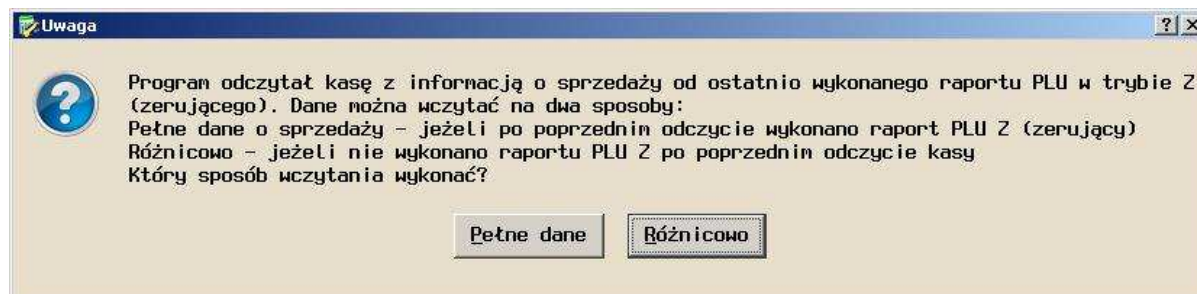 Uwaga
Program odczytał kasę z informacją o sprzedaży od ostatnio wykonanego raportu PLU w trybie Z
(zerującego). Dane można wczytać na dwa sposoby:
Pełne dane o sprzedaży - jeżeli po poprzednim odczycie wykonano raport PLU Z (zerujący)
Różnicowo - jeżeli nie wykonano raportu PLU Z po poprzednim odczycie kasy
Który sposób wczytania wykonać?
Pełne dane
Różnicowo